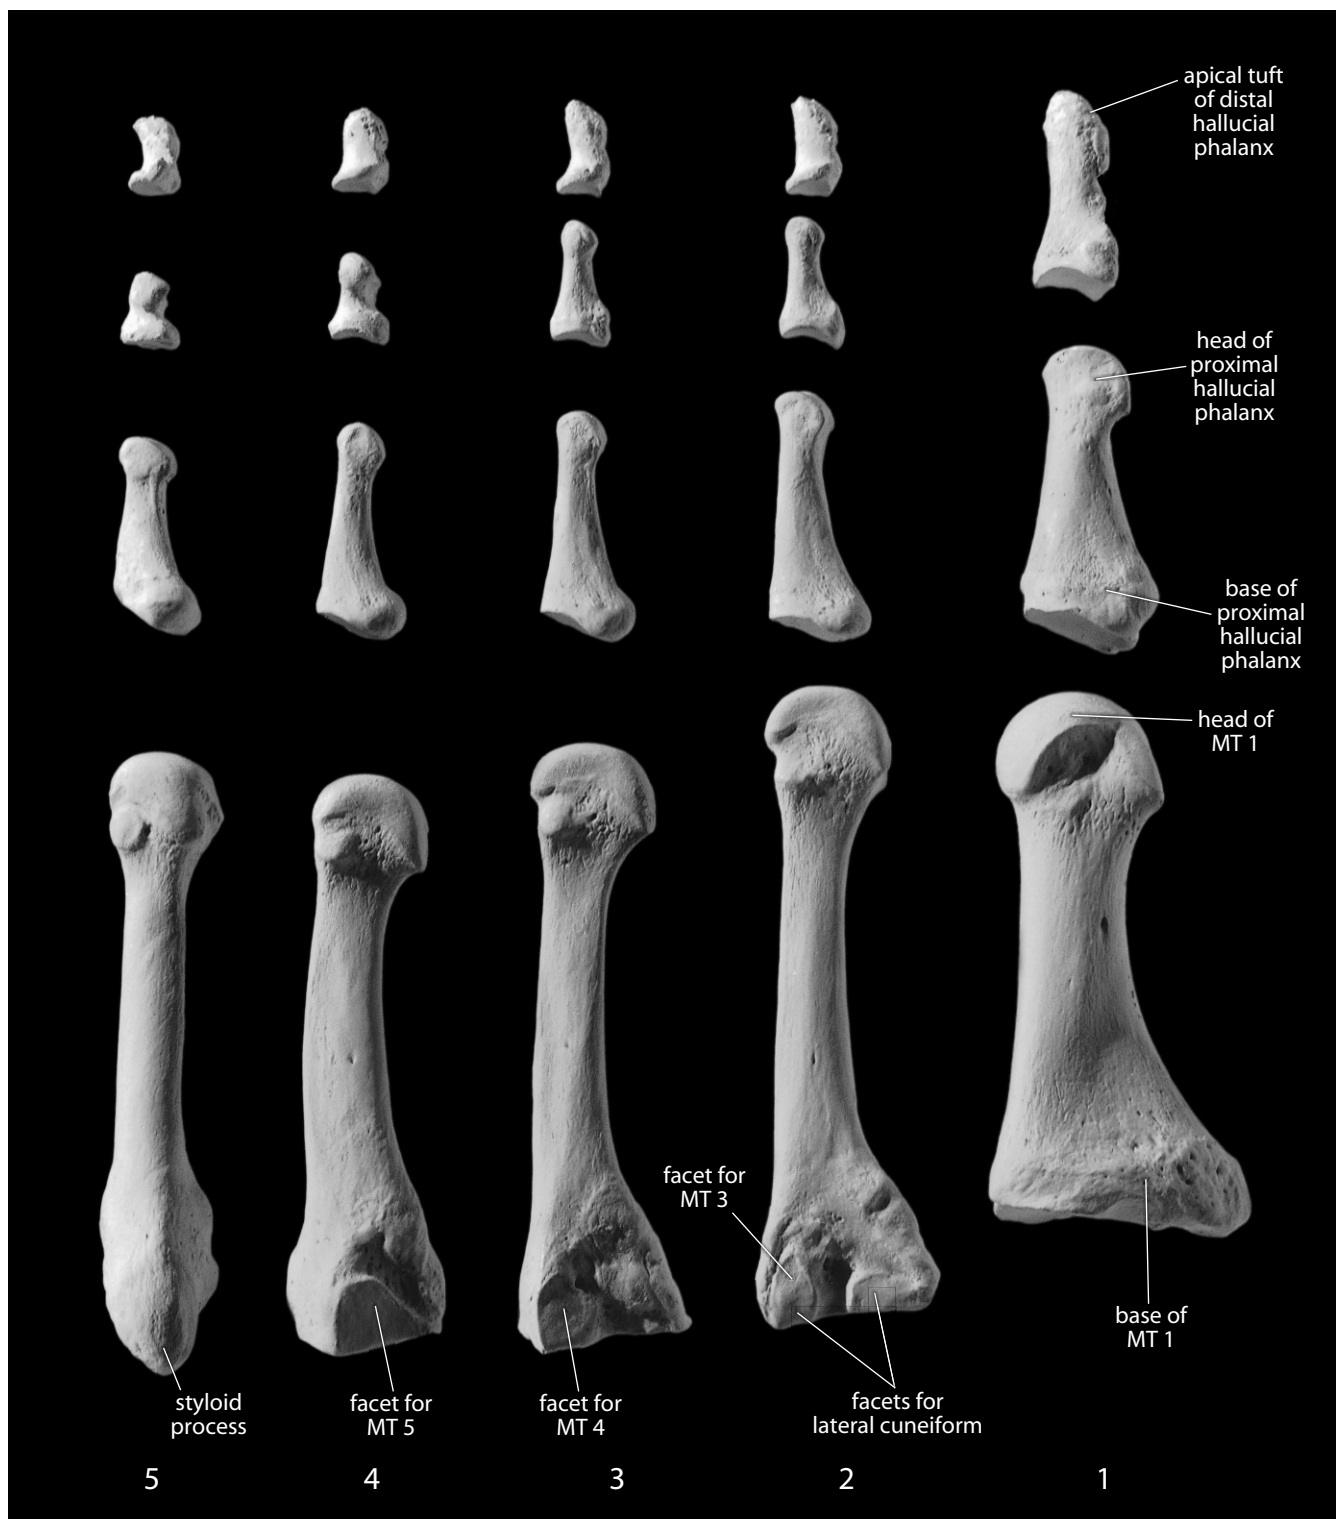 apical tuft
of distal
hallucial
phalanx
head of
proximal
hallucial
phalanx
base of
proximal
hallucial
phalanx
head of
MT 1
facet for
MT 3
base of
MT 1
styloid
process
facet for
MT 5
facet for
MT 4
facets for
lateral cuneiform
5
4
3
2
1